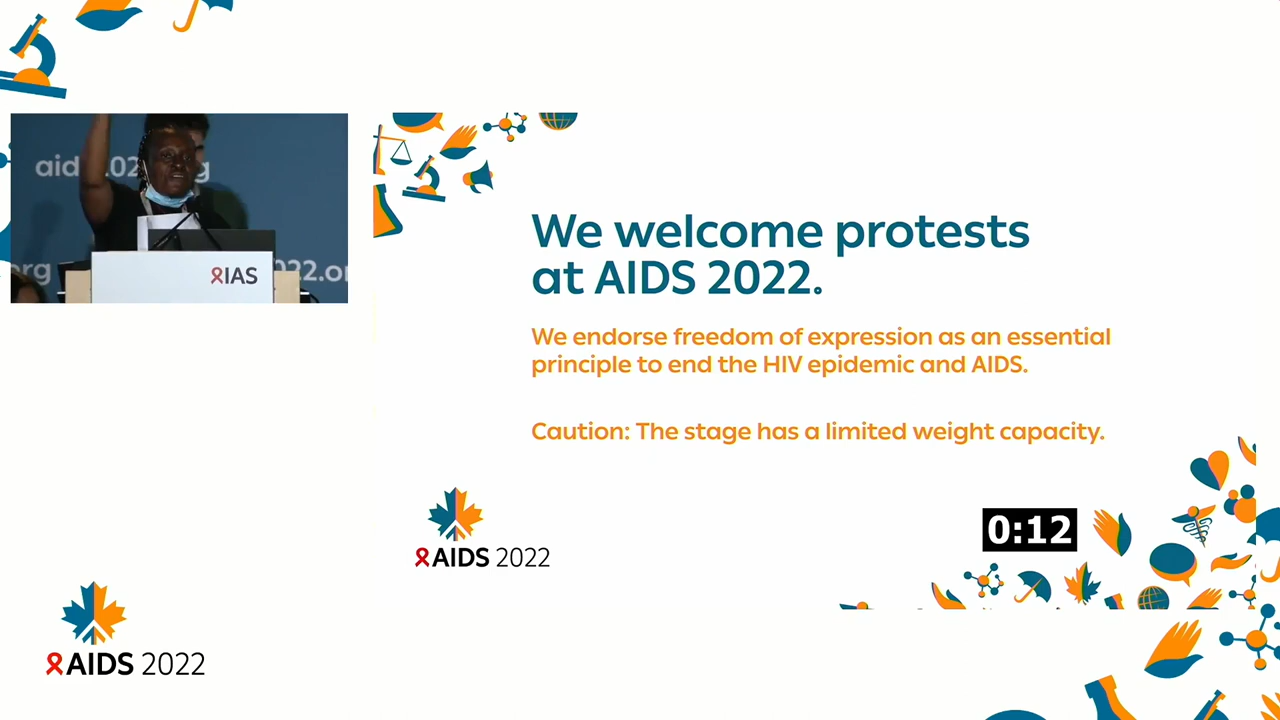 We welcome protests
at AIDS 2022.
We endorse freedom of expression as an essential
principle to end the HIV epidemic and AIDS.
Caution: The stage has a limited weight capacity.
0:12
AIDS 2022
IAS
AIDS 2022